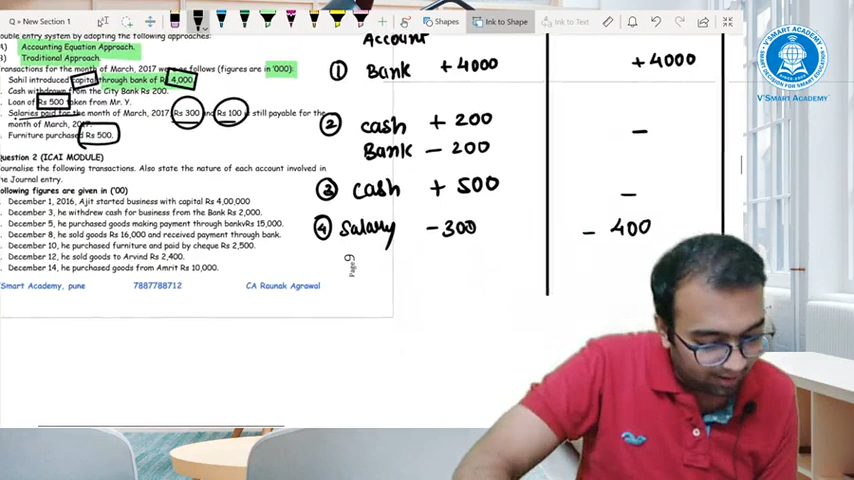 Q » New Section 1
Shapes
Ink to Shape
Ink to Text
ouble entry system by adopting the following approaches:
A) Accounting Equation Approach.
B) Traditional Approach.
ransactions for the month of March, 2017 were as follows (figures are in '000):
Sahil introduced capital through bank of R 4,000
Cash withdrawn from the City Bank Rs 200.
Loan of Rs 500 taken from Mr. Y.
Salaries paid for the month of March, 2017 Rs 300 and Rs 100 is still payable for the
month of March, 2017.
Furniture purchased Rs 500.
Question 2 (ICAI MODULE)
ournalise the following transactions. Also state the nature of each account involved in
he Journal entry.
ollowing figures are given in ('00)
December 1, 2016, Ajit started business with capital Rs 4,00,000
December 3, he withdrew cash for business from the Bank Rs 2,000.
December 5, he purchased goods making payment through bankvRs 15,000.
December 8, he sold goods Rs 16,000 and received payment through bank.
December 10, he purchased furniture and paid by cheque Rs 2,500.
December 12, he sold goods to Arvind Rs 2,400.
December 14, he purchased goods from Amrit Rs 10,000.
'Smart Academy, pune 7887788712 CA Raunak Agrawal
Page 9
Account
① Bank +4000 +4000
② cash + 200 -
Bank - 200
③ cash + 500 -
④ Salary -300 - 400
V'SMART ACADEMY
V'SMART ACADEMY